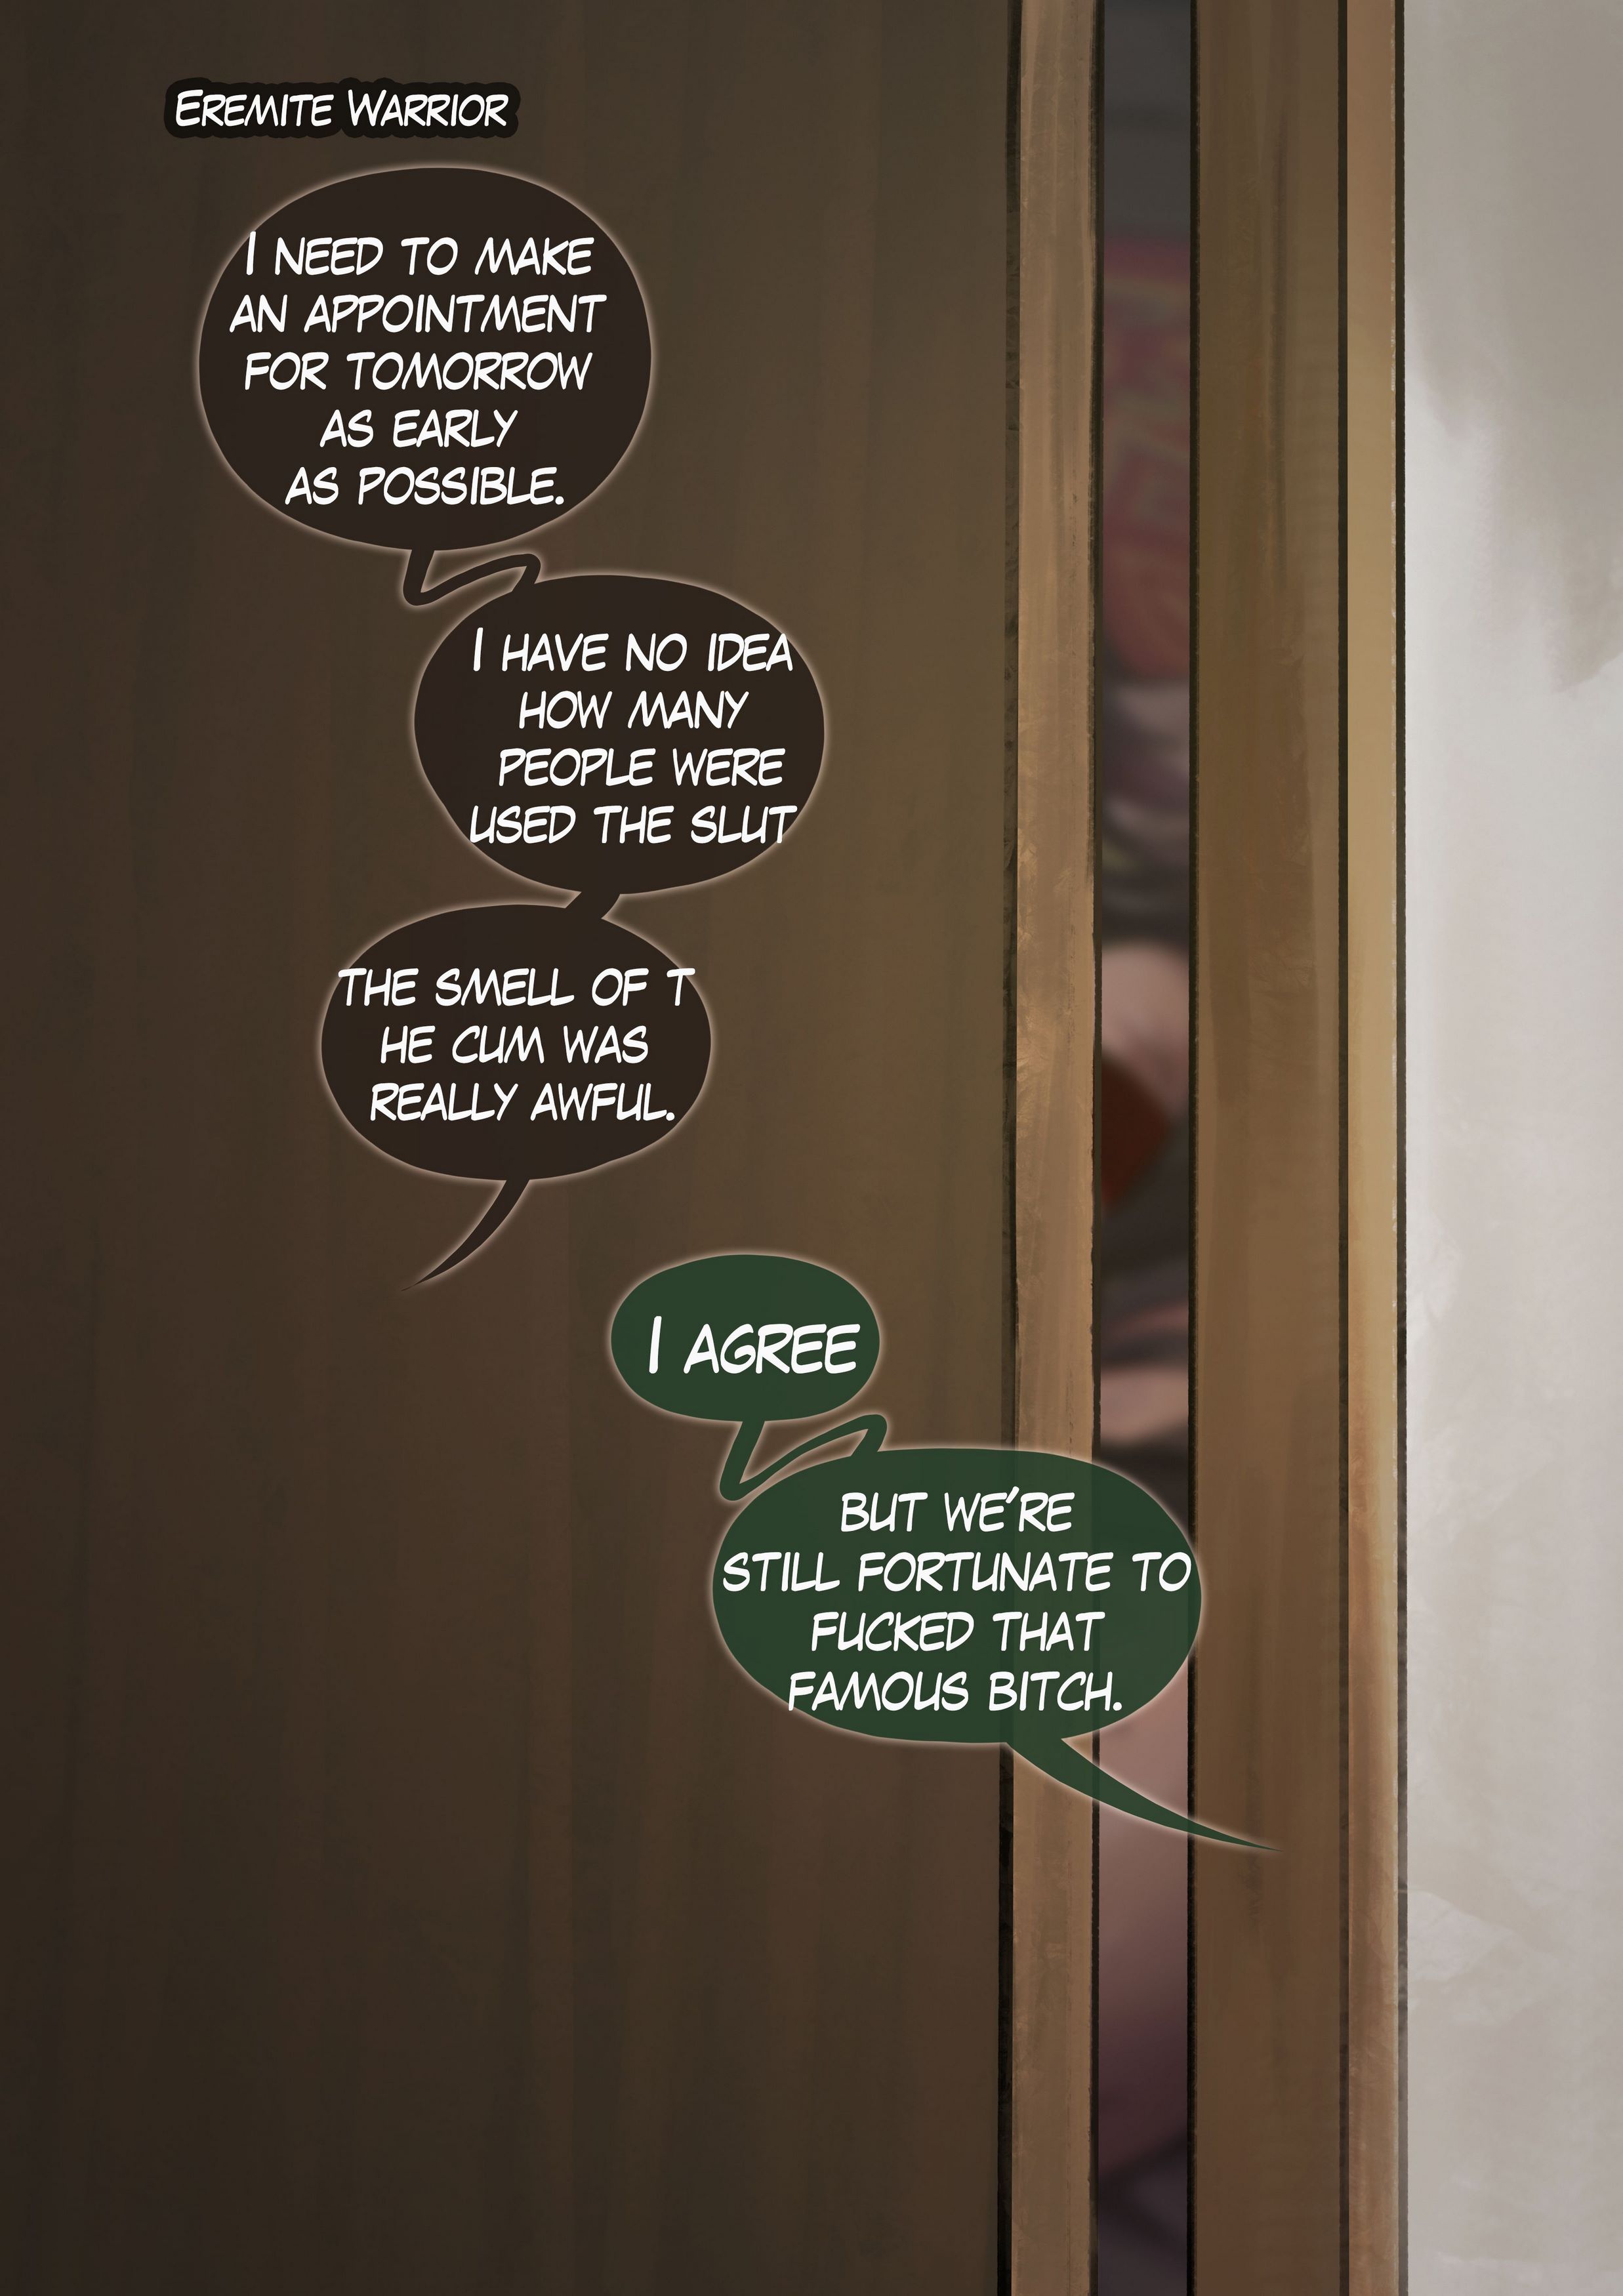 EREMITE WARRIOR
I NEED TO MAKE
AN APPOINTMENT
FOR TOMORROW
AS EARLY
AS POSSIBLE.
I HAVE NO IDEA
HOW MANY
PEOPLE WERE
USED THE SLUT
THE SMELL OF T
HE CUM WAS
REALLY AWFUL.
I AGREE
BUT WE'RE
STILL FORTUNATE TO
FUCKED THAT
FAMOUS BITCH.